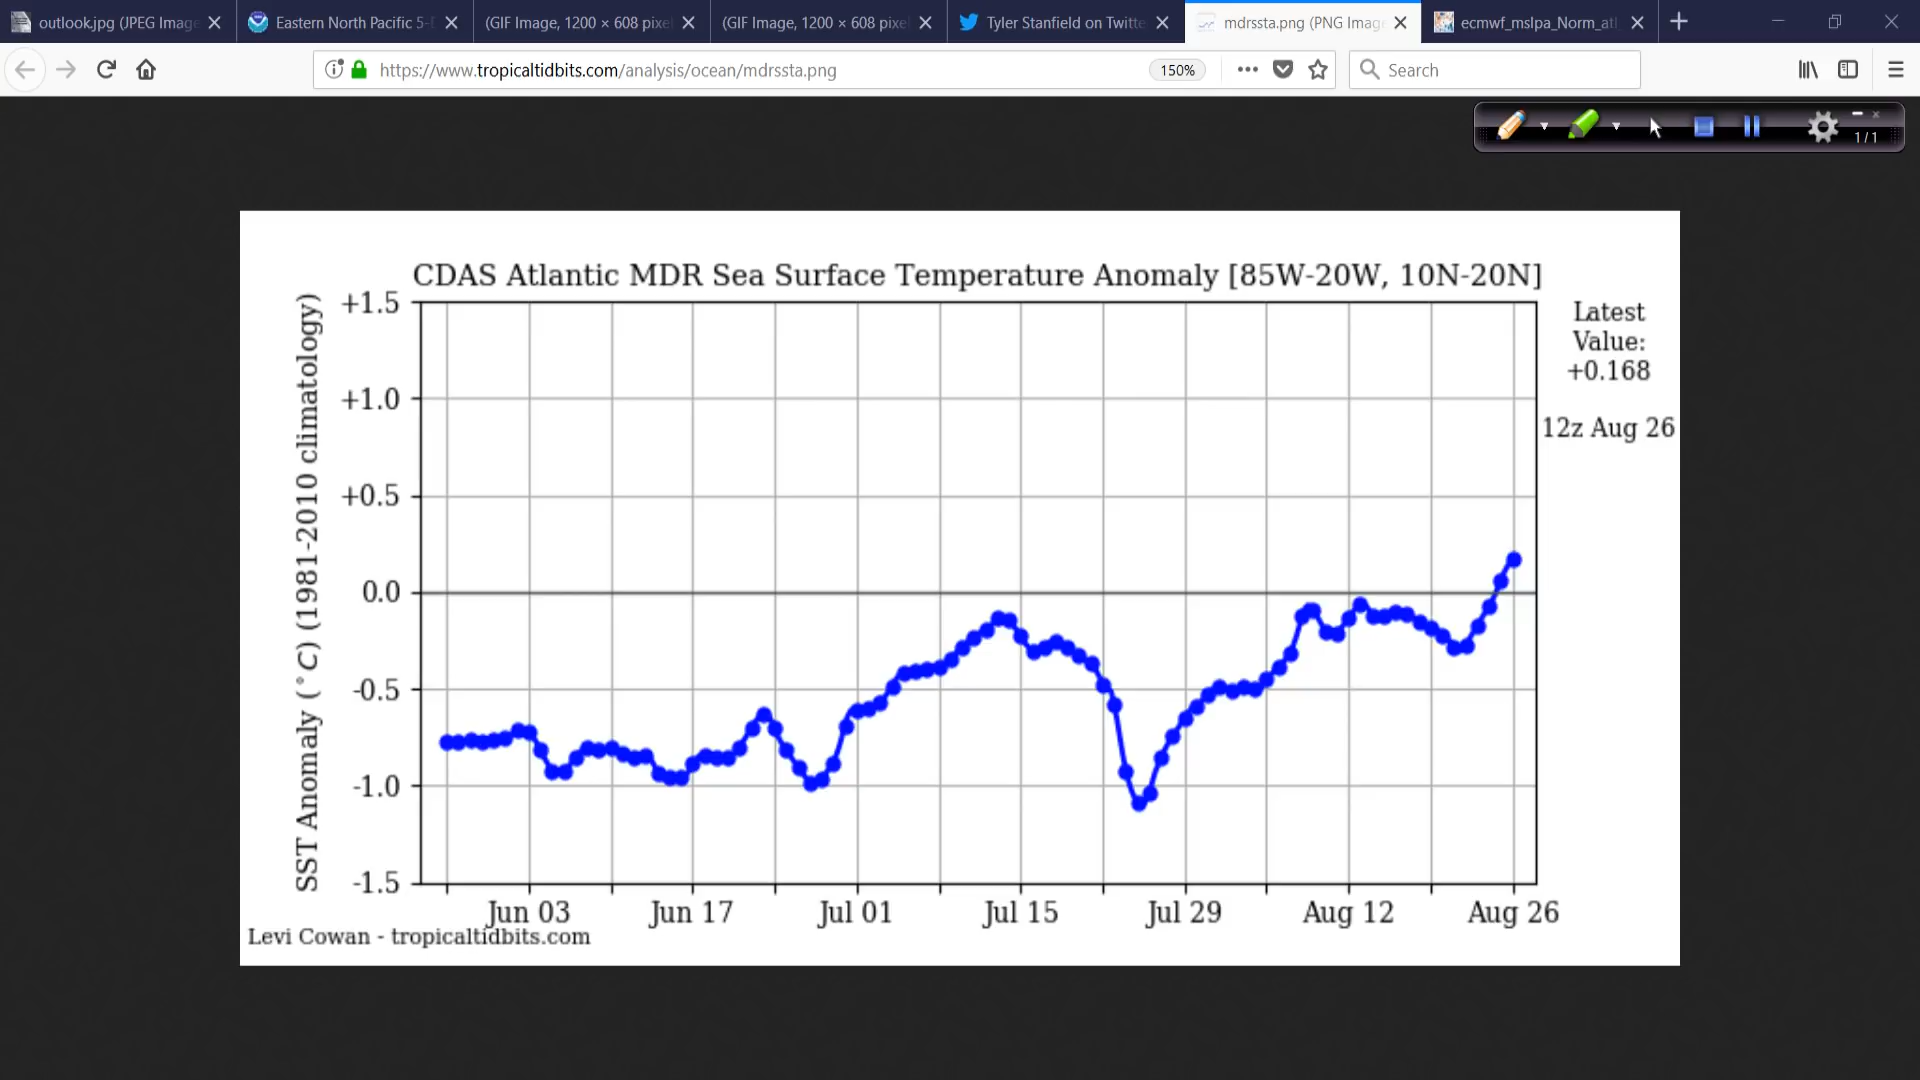 outlook.jpg (JPEG Image
Eastern North Pacific 5-
(GIF Image, 1200 × 608 pixe
(GIF Image, 1200 × 608 pixe
Tyler Stanfield on Twitte
mdrssta.png (PNG Imag
ecmwf_mslpa_Norm_atl
https://www.tropicaltidbits.com/analysis/ocean/mdrssta.png
150%
Search
1/1
CDAS Atlantic MDR Sea Surface Temperature Anomaly [85W-20W, 10N-20N]
SST Anomaly (°C) (1981-2010 climatology)
+1.5
+1.0
+0.5
0.0
-0.5
-1.0
-1.5
Latest
Value:
+0.168
12z Aug 26
Jun 03
Jun 17
Jul 01
Jul 15
Jul 29
Aug 12
Aug 26
Levi Cowan - tropicaltidbits.com